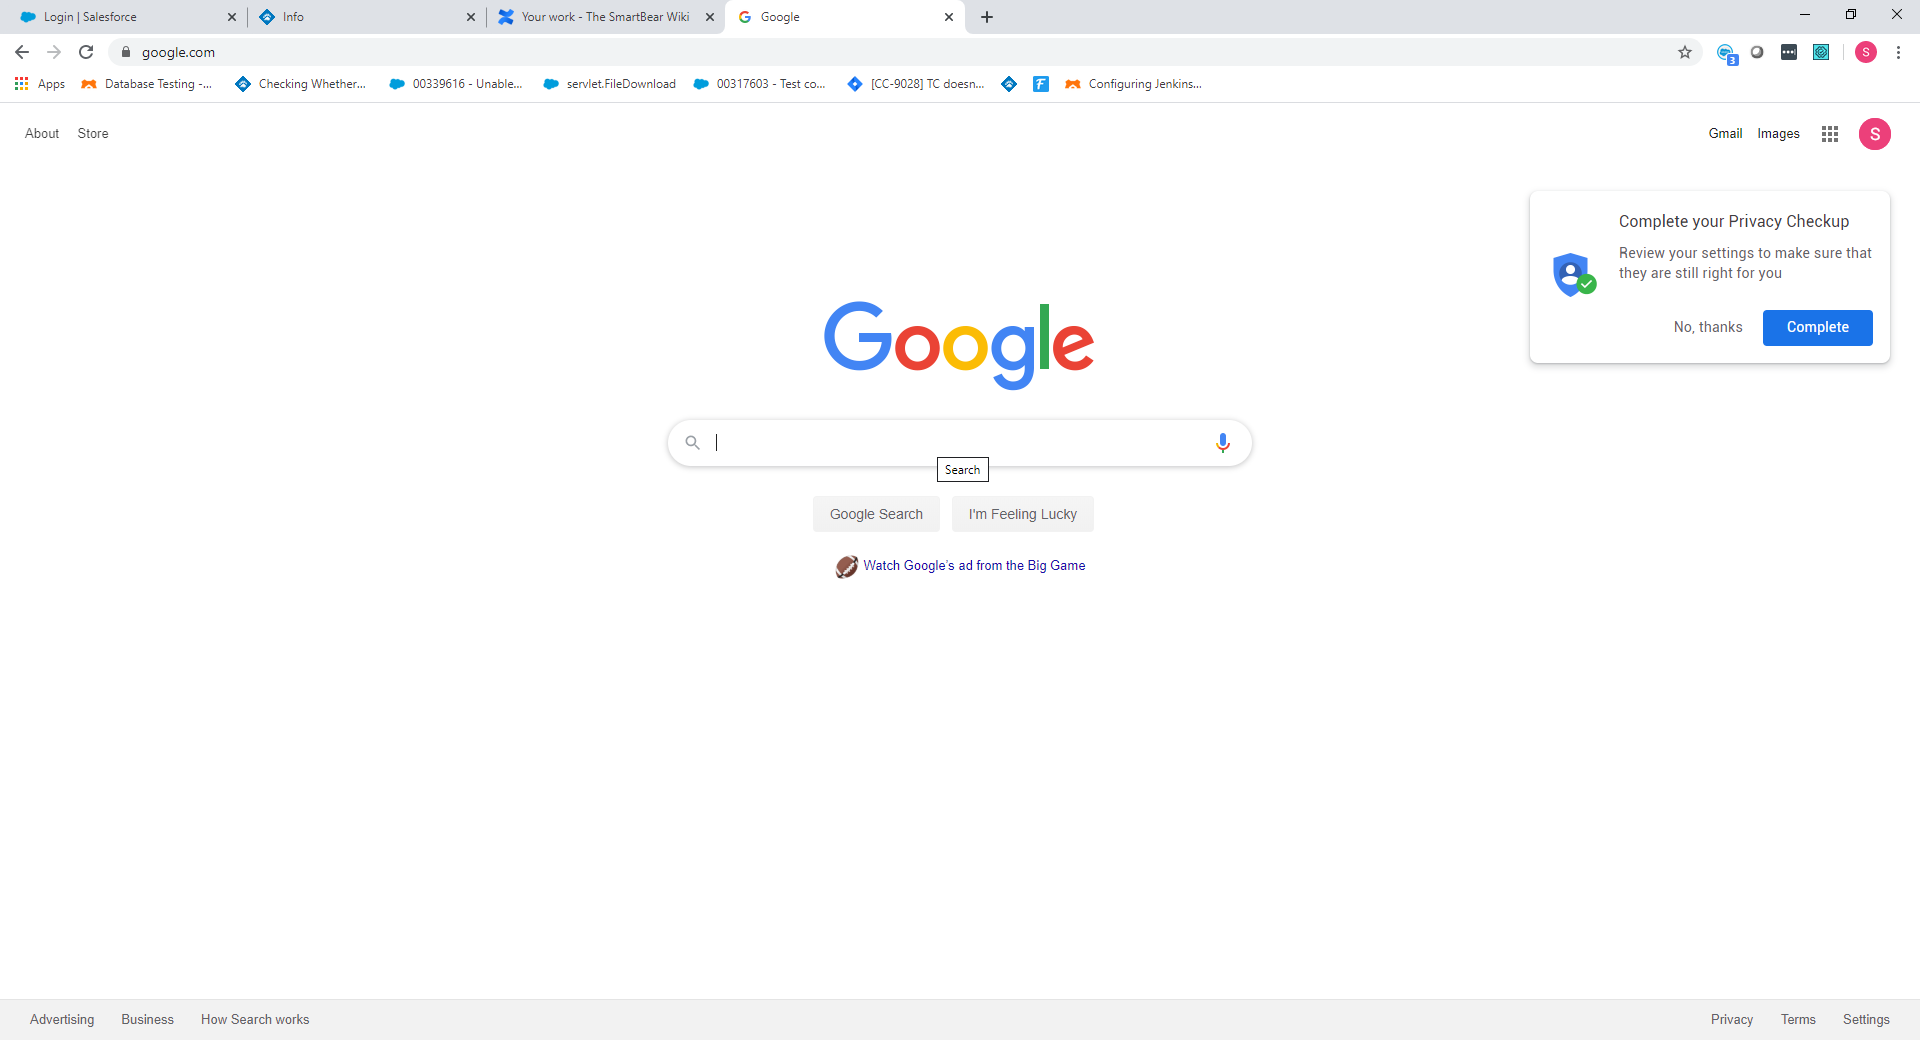 Login | Salesforce
Info
Your work - The SmartBear Wiki
Google
google.com
3
S
Apps
Database Testing -...
Checking Whether...
00339616 - Unable...
servlet.FileDownload
00317603 - Test co...
[CC-9028] TC doesn...
F
Configuring Jenkins...
About Store
Gmail Images
S
Complete your Privacy Checkup
Review your settings to make sure that
they are still right for you
No, thanks Complete
Google
Search
Google Search
I'm Feeling Lucky
Watch Google's ad from the Big Game
Advertising Business How Search works
Privacy Terms Settings